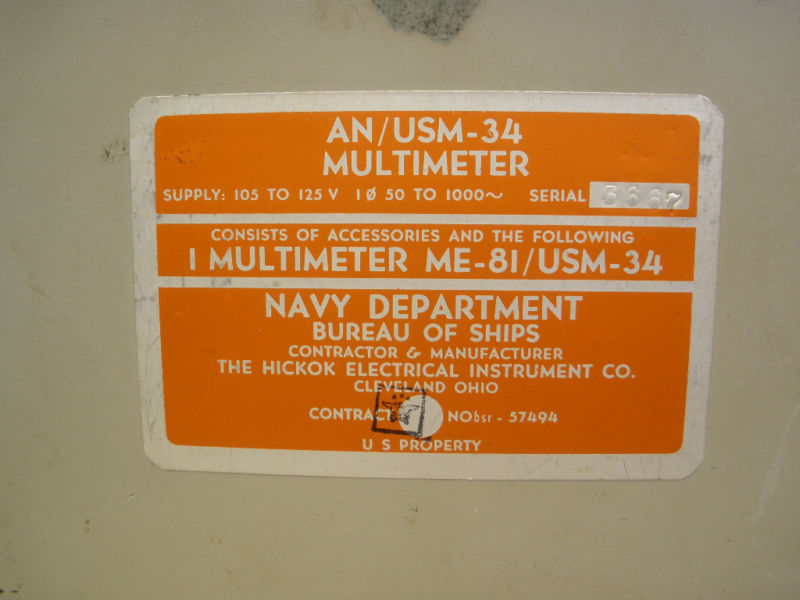 AN/USM-34
MULTIMETER
SUPPLY: 105 TO 125 V 1 Ø 50 TO 1000~ SERIAL 3667
CONSISTS OF ACCESSORIES AND THE FOLLOWING
1 MULTIMETER ME-81/USM-34
NAVY DEPARTMENT
BUREAU OF SHIPS
CONTRACTOR & MANUFACTURER
THE HICKOK ELECTRICAL INSTRUMENT CO.
CLEVELAND OHIO
CONTRACT NObsr - 57494
U S PROPERTY